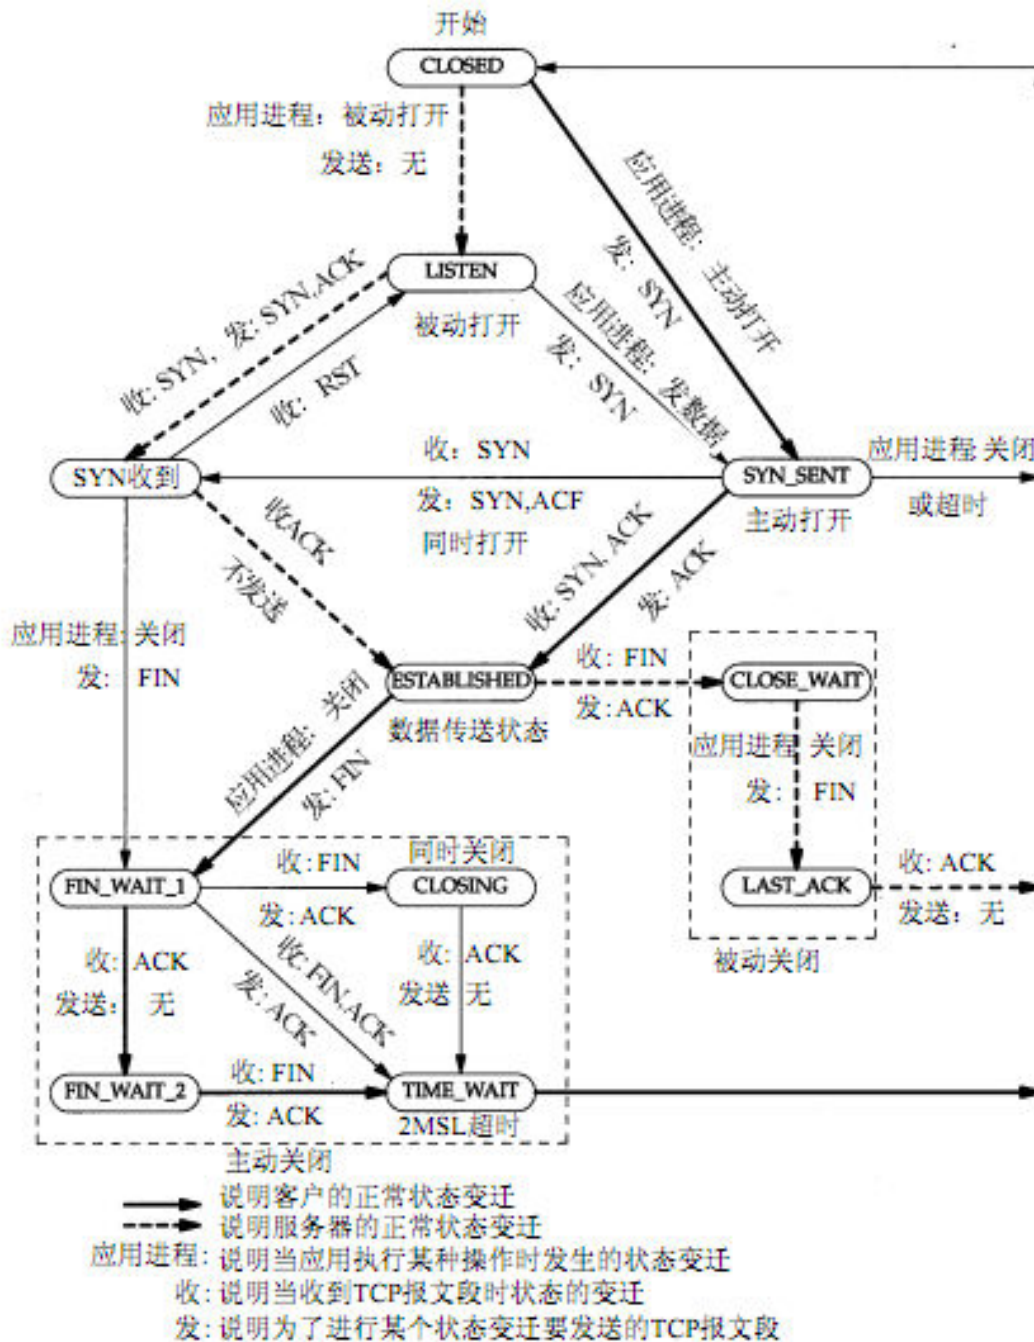 开始
CLOSED
应用进程：被动打开
发送：无
应用进程：主动打开
发：SYN
LISTEN
被动打开
收：SYN，发：SYN,ACK
收：RST
应用进程：发数据
发：SYN
SYN收到
收：SYN
发：SYN,ACF
同时打开
SYN_SENT
主动打开
应用进程 关闭
或超时
收ACK
不发送
收：SYN, ACK
发：ACK
应用进程 关闭
发： FIN
ESTABLISHED
数据传送状态
收：FIN
发：ACK
CLOSE_WAIT
应用进程 关闭
发： FIN
应用进程：关闭
发：FIN
LAST_ACK
收：ACK
发送：无
被动关闭
FIN_WAIT_1
收：FIN
发：ACK
同时关闭
CLOSING
收： ACK
发送： 无
收：FIN,ACK
发：ACK
收： ACK
发送 无
FIN_WAIT_2
收：FIN
发：ACK
TIME_WAIT
2MSL超时
主动关闭
说明客户的正常状态变迁
说明服务器的正常状态变迁
应用进程：说明当应用执行某种操作时发生的状态变迁
收：说明当收到TCP报文段时状态的变迁
发：说明为了进行某个状态变迁要发送的TCP报文段